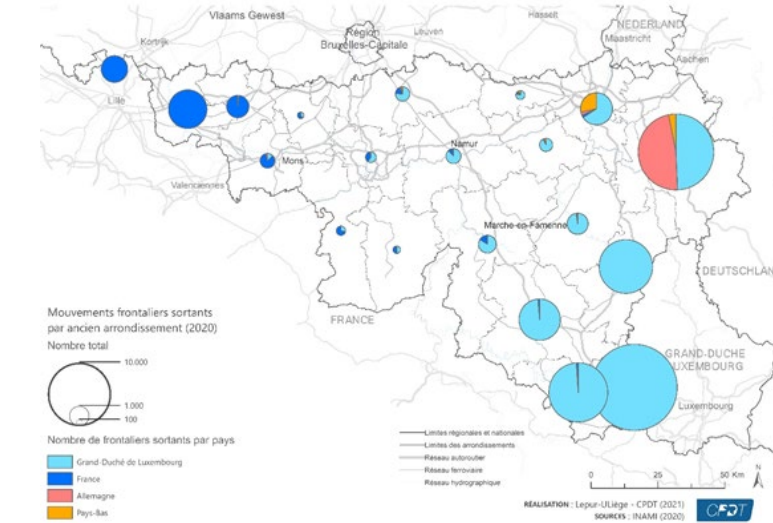 Vlaams Gewest
Hasselt
NEDERLAND
Kortrijk
Région
Bruxelles-Capitale
Leuven
Maastricht
Aachen
Lille
Namur
Mons
Valenciennes
Marche-en-Famenne
DEUTSCHLAN
FRANCE
GRAND-DUCHE
LUXEMBOURG
Luxembourg
Mouvements frontaliers sortants
par ancien arrondissement (2020)
Nombre total
10.000
1.000
100
Nombre de frontaliers sortants par pays
Grand-Duché de Luxembourg
France
Allemagne
Pays-Bas
Limites régionales et nationales
Limites des arrondissements
Réseau autoroutier
Réseau ferroviaire
Réseau hydrographique
0 25 50 Km
N
RÉALISATION : Lepur-ULiège - CPDT (2021)
SOURCES : INAMI (2020)
CPDT